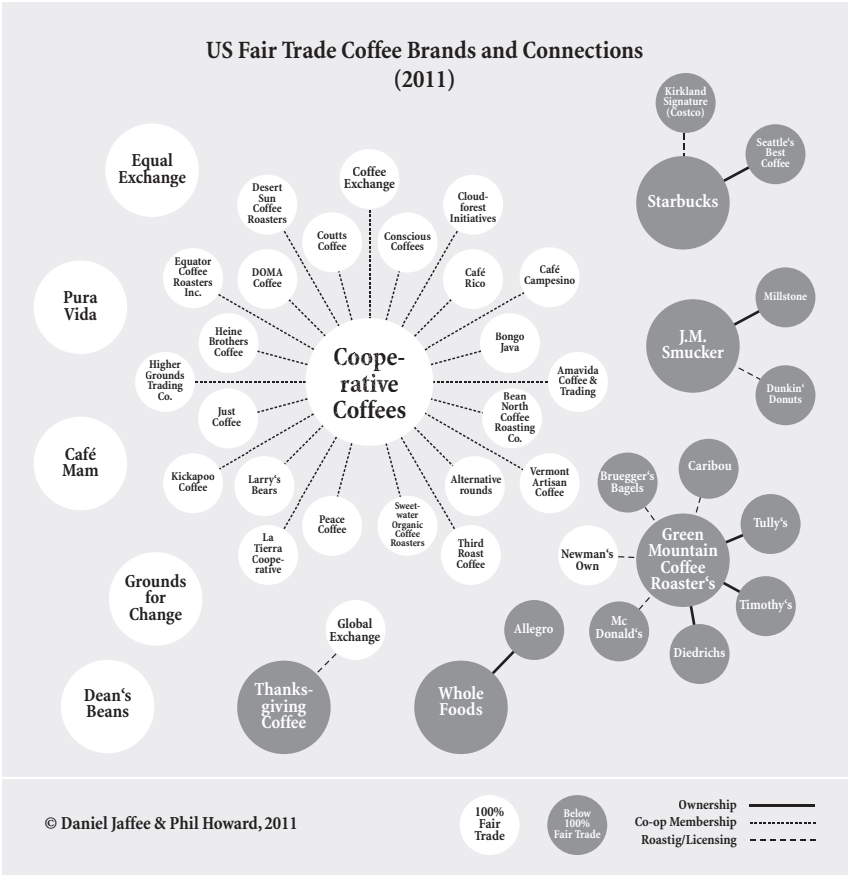 US Fair Trade Coffee Brands and Connections
(2011)
Kirkland
Signature
(Costco)
Seattle‘s
Best
Coffee
Starbucks
Equal
Exchange
Coffee
Exchange
Desert
Sun
Coffee
Roasters
Cloud-
forest
Initiatives
Coutts
Coffee
Conscious
Coffees
Equator
Coffee
Roasters
Inc.
DOMA
Coffee
Café
Rico
Café
Campesino
Pura
Vida
Heine
Brothers
Coffee
Bongo
Java
Millstone
J.M.
Smucker
Dunkin‘
Donuts
Higher
Grounds
Trading
Co.
Coope-
rative
Coffees
Amavida
Coffee &
Trading
Just
Coffee
Bean
North
Coffee
Roasting
Co.
Café
Mam
Kickapoo
Coffee
Larry‘s
Bears
Alternative
rounds
Vermont
Artisan
Coffee
La
Tierra
Coope-
rative
Peace
Coffee
Sweet-
water
Organic
Coffee
Roasters
Third
Roast
Coffee
Bruegger‘s
Bagels
Caribou
Tully‘s
Green
Mountain
Coffee
Roaster‘s
Newman‘s
Own
Timothy‘s
Mc
Donald‘s
Diedrichs
Grounds
for
Change
Dean‘s
Beans
Global
Exchange
Thanks-
giving
Coffee
Allegro
Whole
Foods
© Daniel Jaffee & Phil Howard, 2011
100%
Fair
Trade
Below
100%
Fair Trade
Ownership
Co-op Membership
Roastig/Licensing